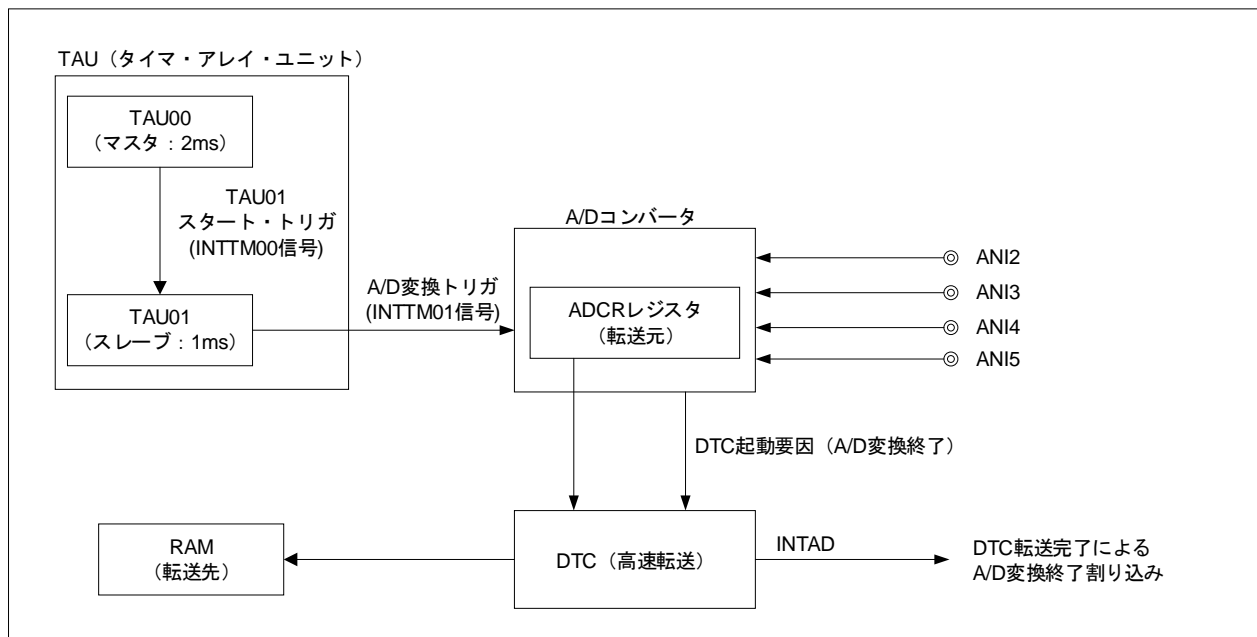 TAU（タイマ・アレイ・ユニット）
TAU00
（マスタ：2ms）
TAU01
スタート・トリガ
(INTTM00信号)
TAU01
（スレーブ：1ms）
A/D変換トリガ
(INTTM01信号)
A/Dコンバータ
ADCRレジスタ
（転送元）
ANI2
ANI3
ANI4
ANI5
DTC起動要因（A/D変換終了）
RAM
（転送先）
DTC（高速転送）
INTAD
DTC転送完了による
A/D変換終了割り込み